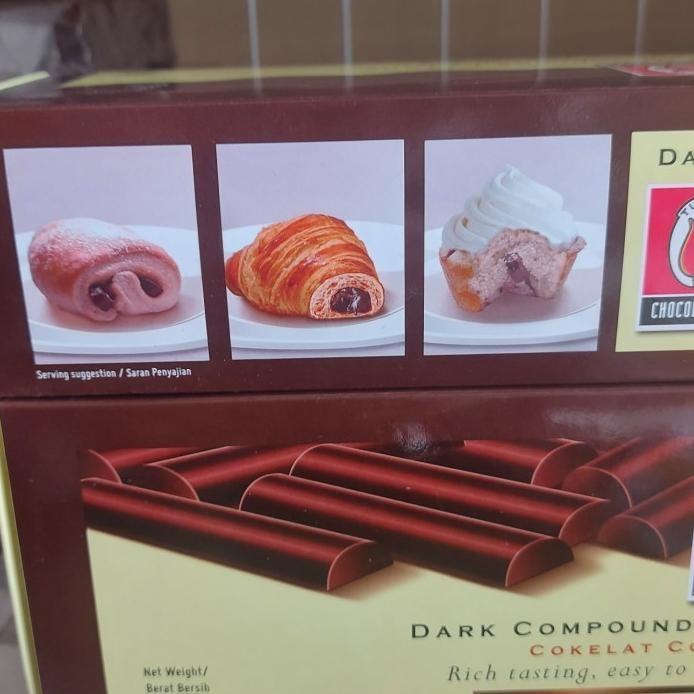 DA
CHOCO
Serving suggestion / Saran Penyajian
DARK COMPOUND
COKELAT CO
Rich tasting, easy to
Net Weight/
Berat Bersih